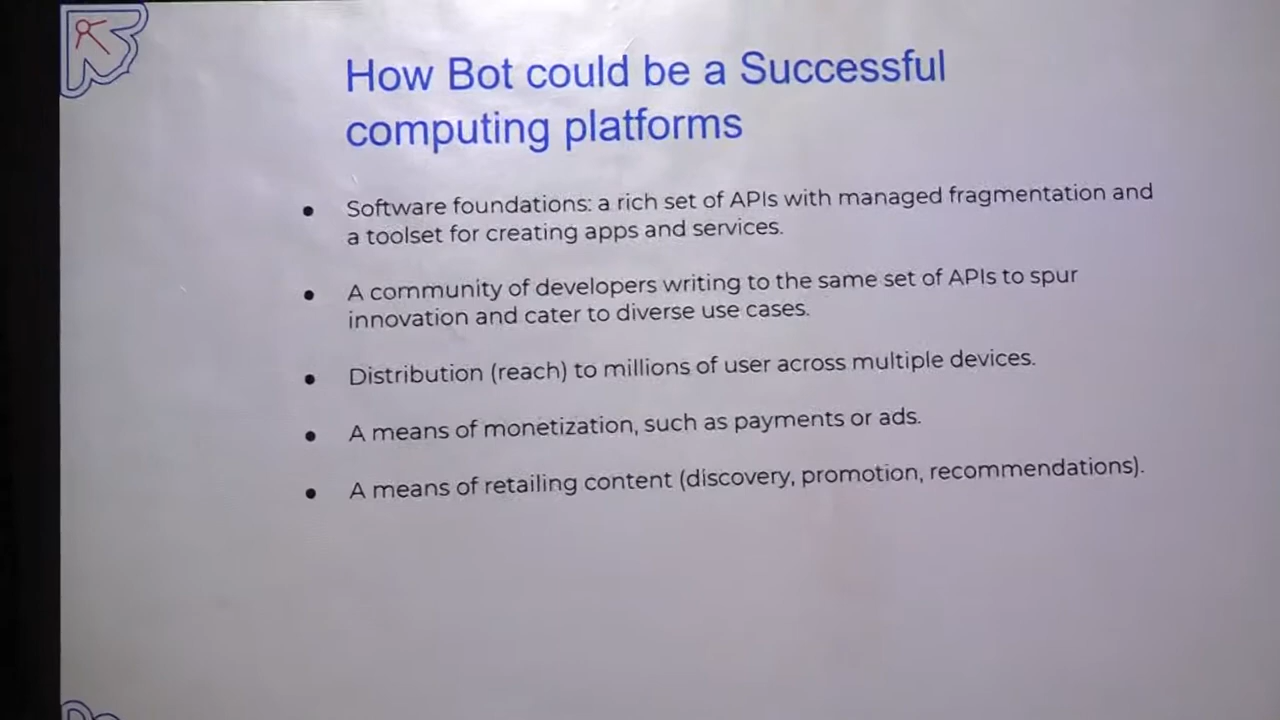 How Bot could be a Successful
computing platforms
● Software foundations: a rich set of APIs with managed fragmentation and
a toolset for creating apps and services.
● A community of developers writing to the same set of APIs to spur
innovation and cater to diverse use cases.
● Distribution (reach) to millions of user across multiple devices.
● A means of monetization, such as payments or ads.
● A means of retailing content (discovery, promotion, recommendations).